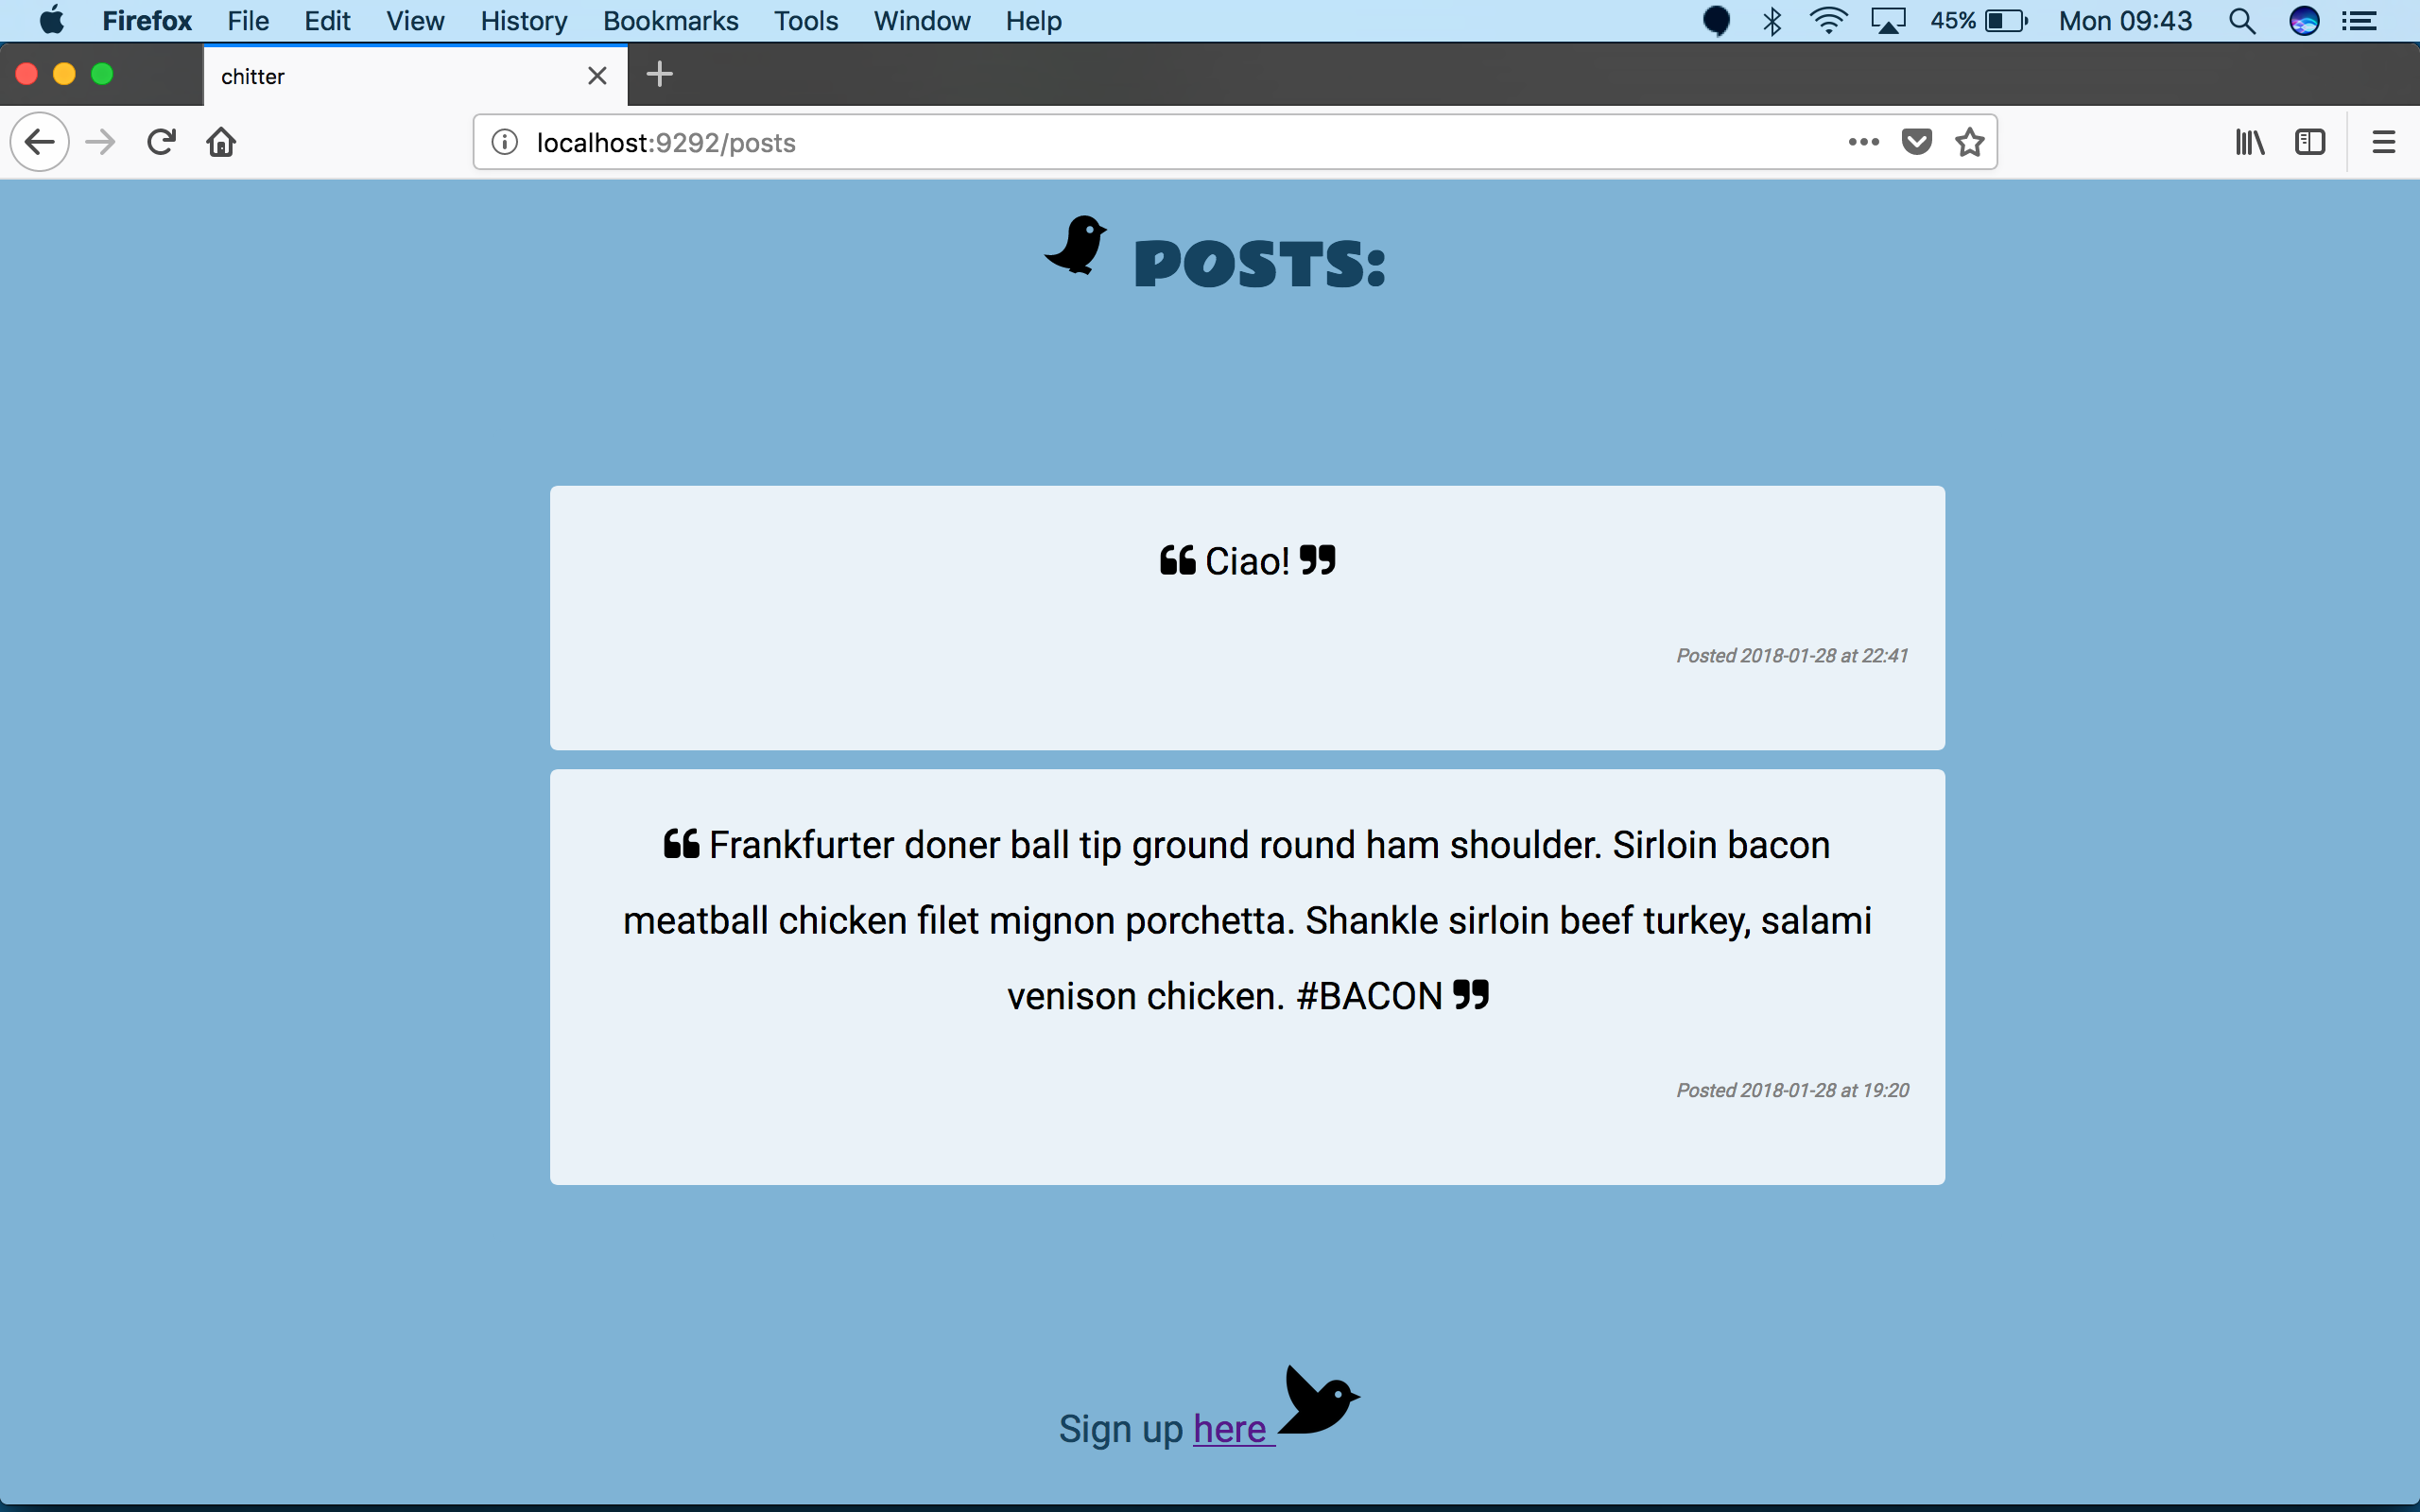 Firefox File Edit View History Bookmarks Tools Window Help 45% Mon 09:43
chitter
localhost:9292/posts
POSTS:
❝ Ciao! ❞
Posted 2018-01-28 at 22:41
❝ Frankfurter doner ball tip ground round ham shoulder. Sirloin bacon
meatball chicken filet mignon porchetta. Shankle sirloin beef turkey, salami
venison chicken. #BACON ❞
Posted 2018-01-28 at 19:20
Sign up here